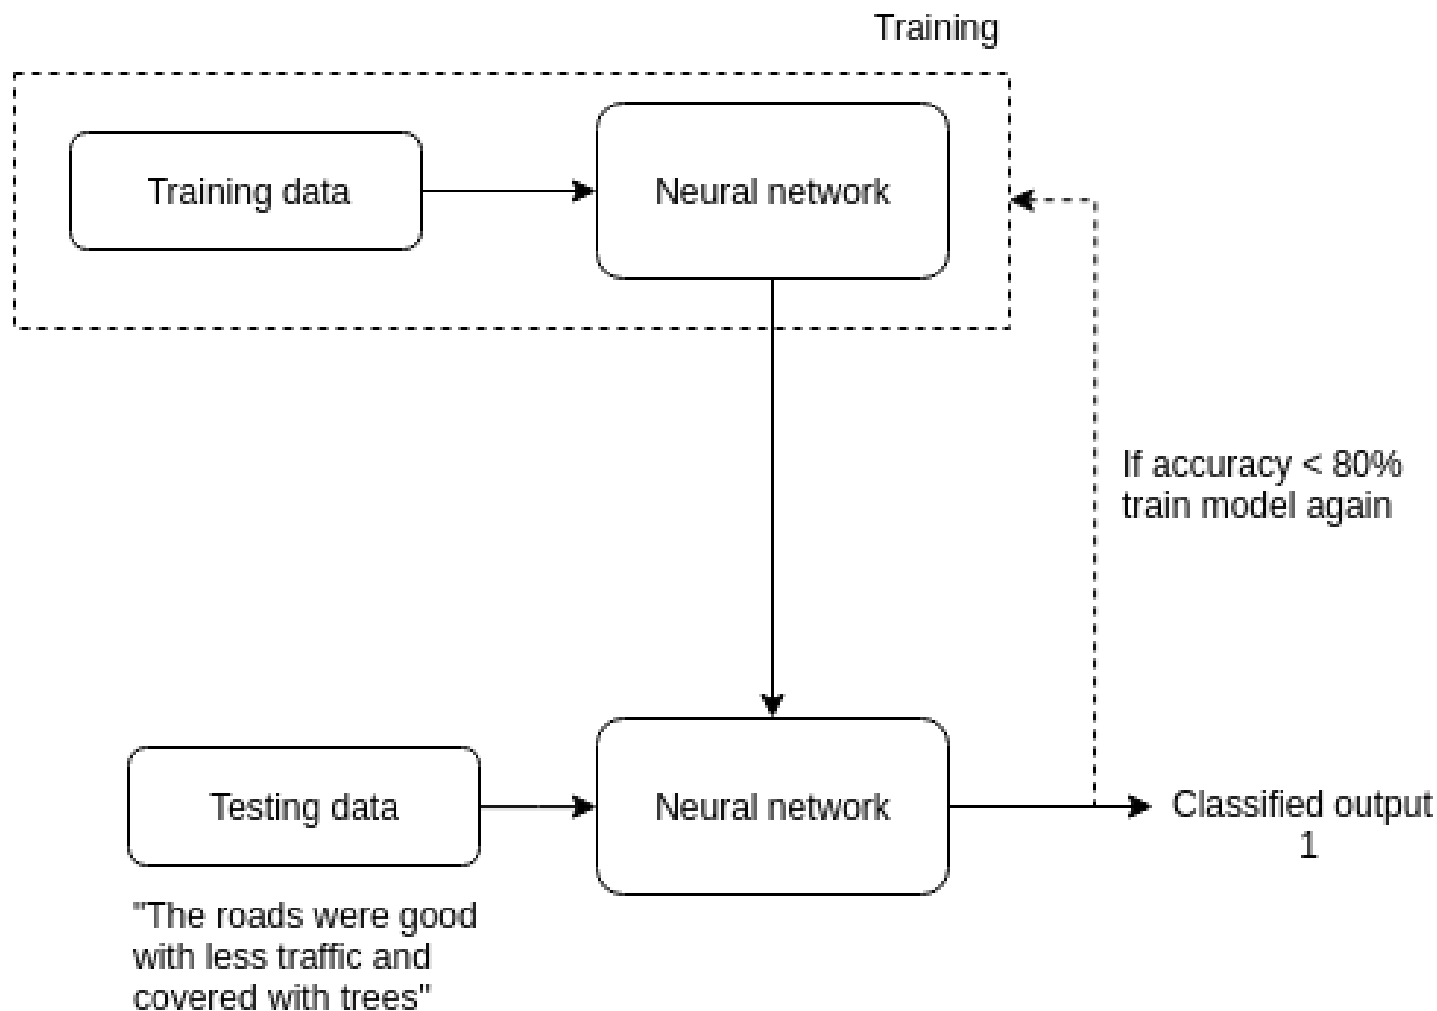 Training
Training data
Neural network
If accuracy < 80%
train model again
Testing data
Neural network
Classified output
1
"The roads were good
with less traffic and
covered with trees"